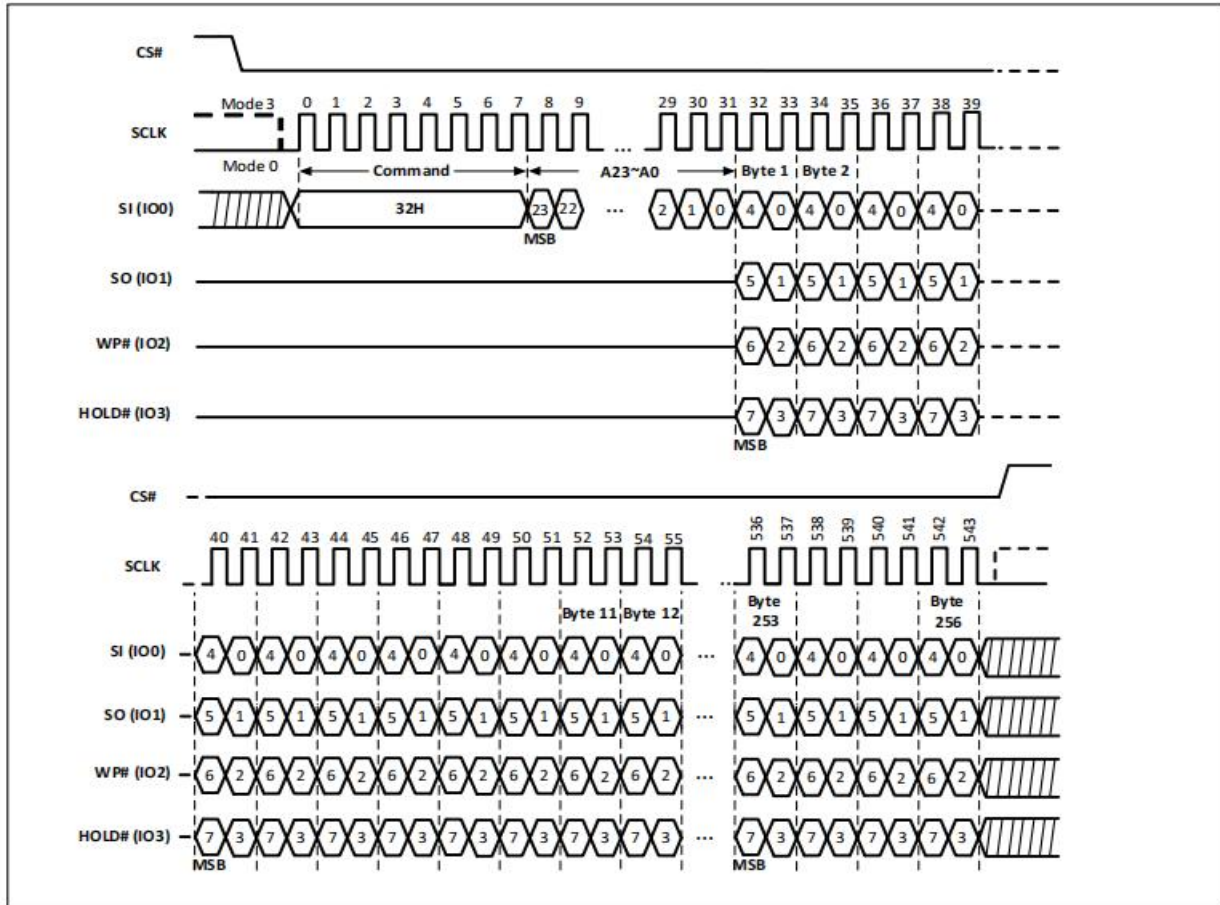 CS#
Mode 3 0 1 2 3 4 5 6 7 8 9 29 30 31 32 33 34 35 36 37 38 39
SCLK ...
Mode 0 Command A23~A0 Byte 1 Byte 2
SI (IO0) 32H 23 22 ... 2 1 0 4 0 4 0 4 0 4 0
MSB
SO (IO1) 5 1 5 1 5 1 5 1
WP# (IO2) 6 2 6 2 6 2 6 2
HOLD# (IO3) 7 3 7 3 7 3 7 3
MSB
CS#
40 41 42 43 44 45 46 47 48 49 50 51 52 53 54 55 536 537 538 539 540 541 542 543
SCLK ...
Byte 11 Byte 12 Byte 253 Byte 256
SI (IO0) 4 0 4 0 4 0 4 0 4 0 4 0 4 0 4 0 ... 4 0 4 0 4 0 4 0
SO (IO1) 5 1 5 1 5 1 5 1 5 1 5 1 5 1 5 1 ... 5 1 5 1 5 1 5 1
WP# (IO2) 6 2 6 2 6 2 6 2 6 2 6 2 6 2 6 2 ... 6 2 6 2 6 2 6 2
HOLD# (IO3) 7 3 7 3 7 3 7 3 7 3 7 3 7 3 7 3 ... 7 3 7 3 7 3 7 3
MSB MSB